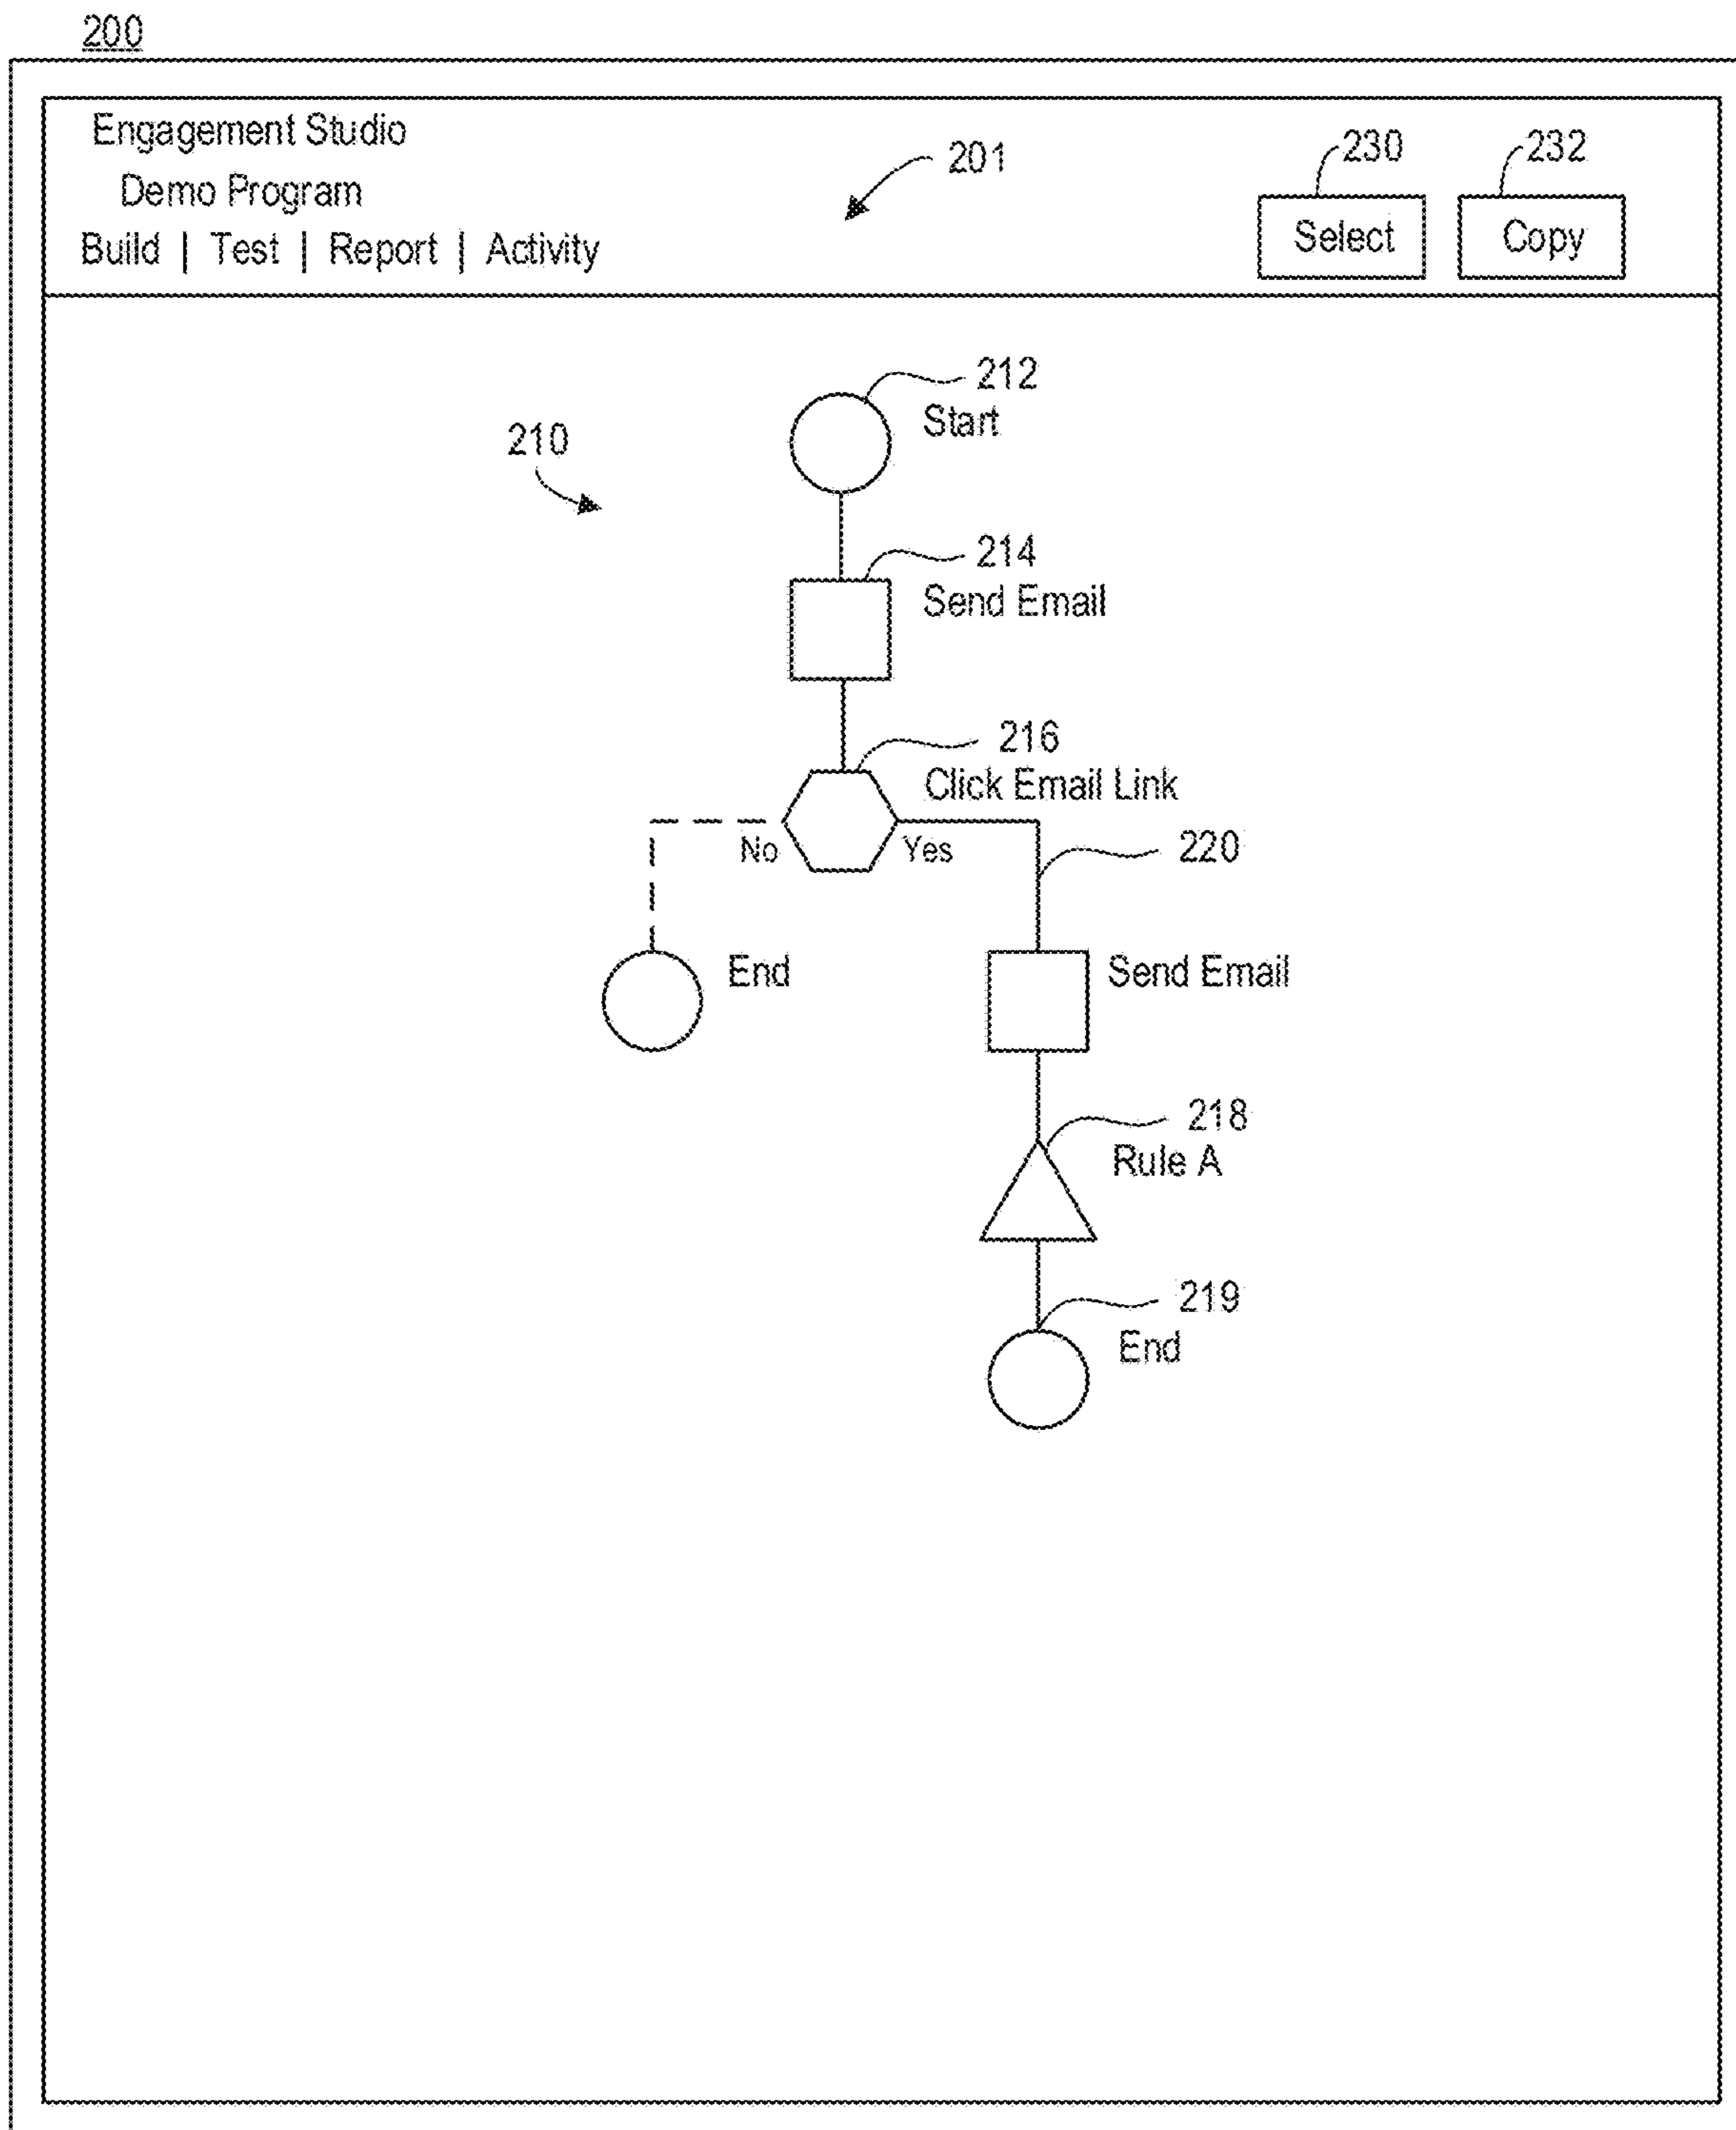 200
Engagement Studio
Demo Program
Build | Test | Report | Activity
201
230
232
Select
Copy
212
Start
210
214
Send Email
216
Click Email Link
No
Yes
220
End
Send Email
218
Rule A
219
End